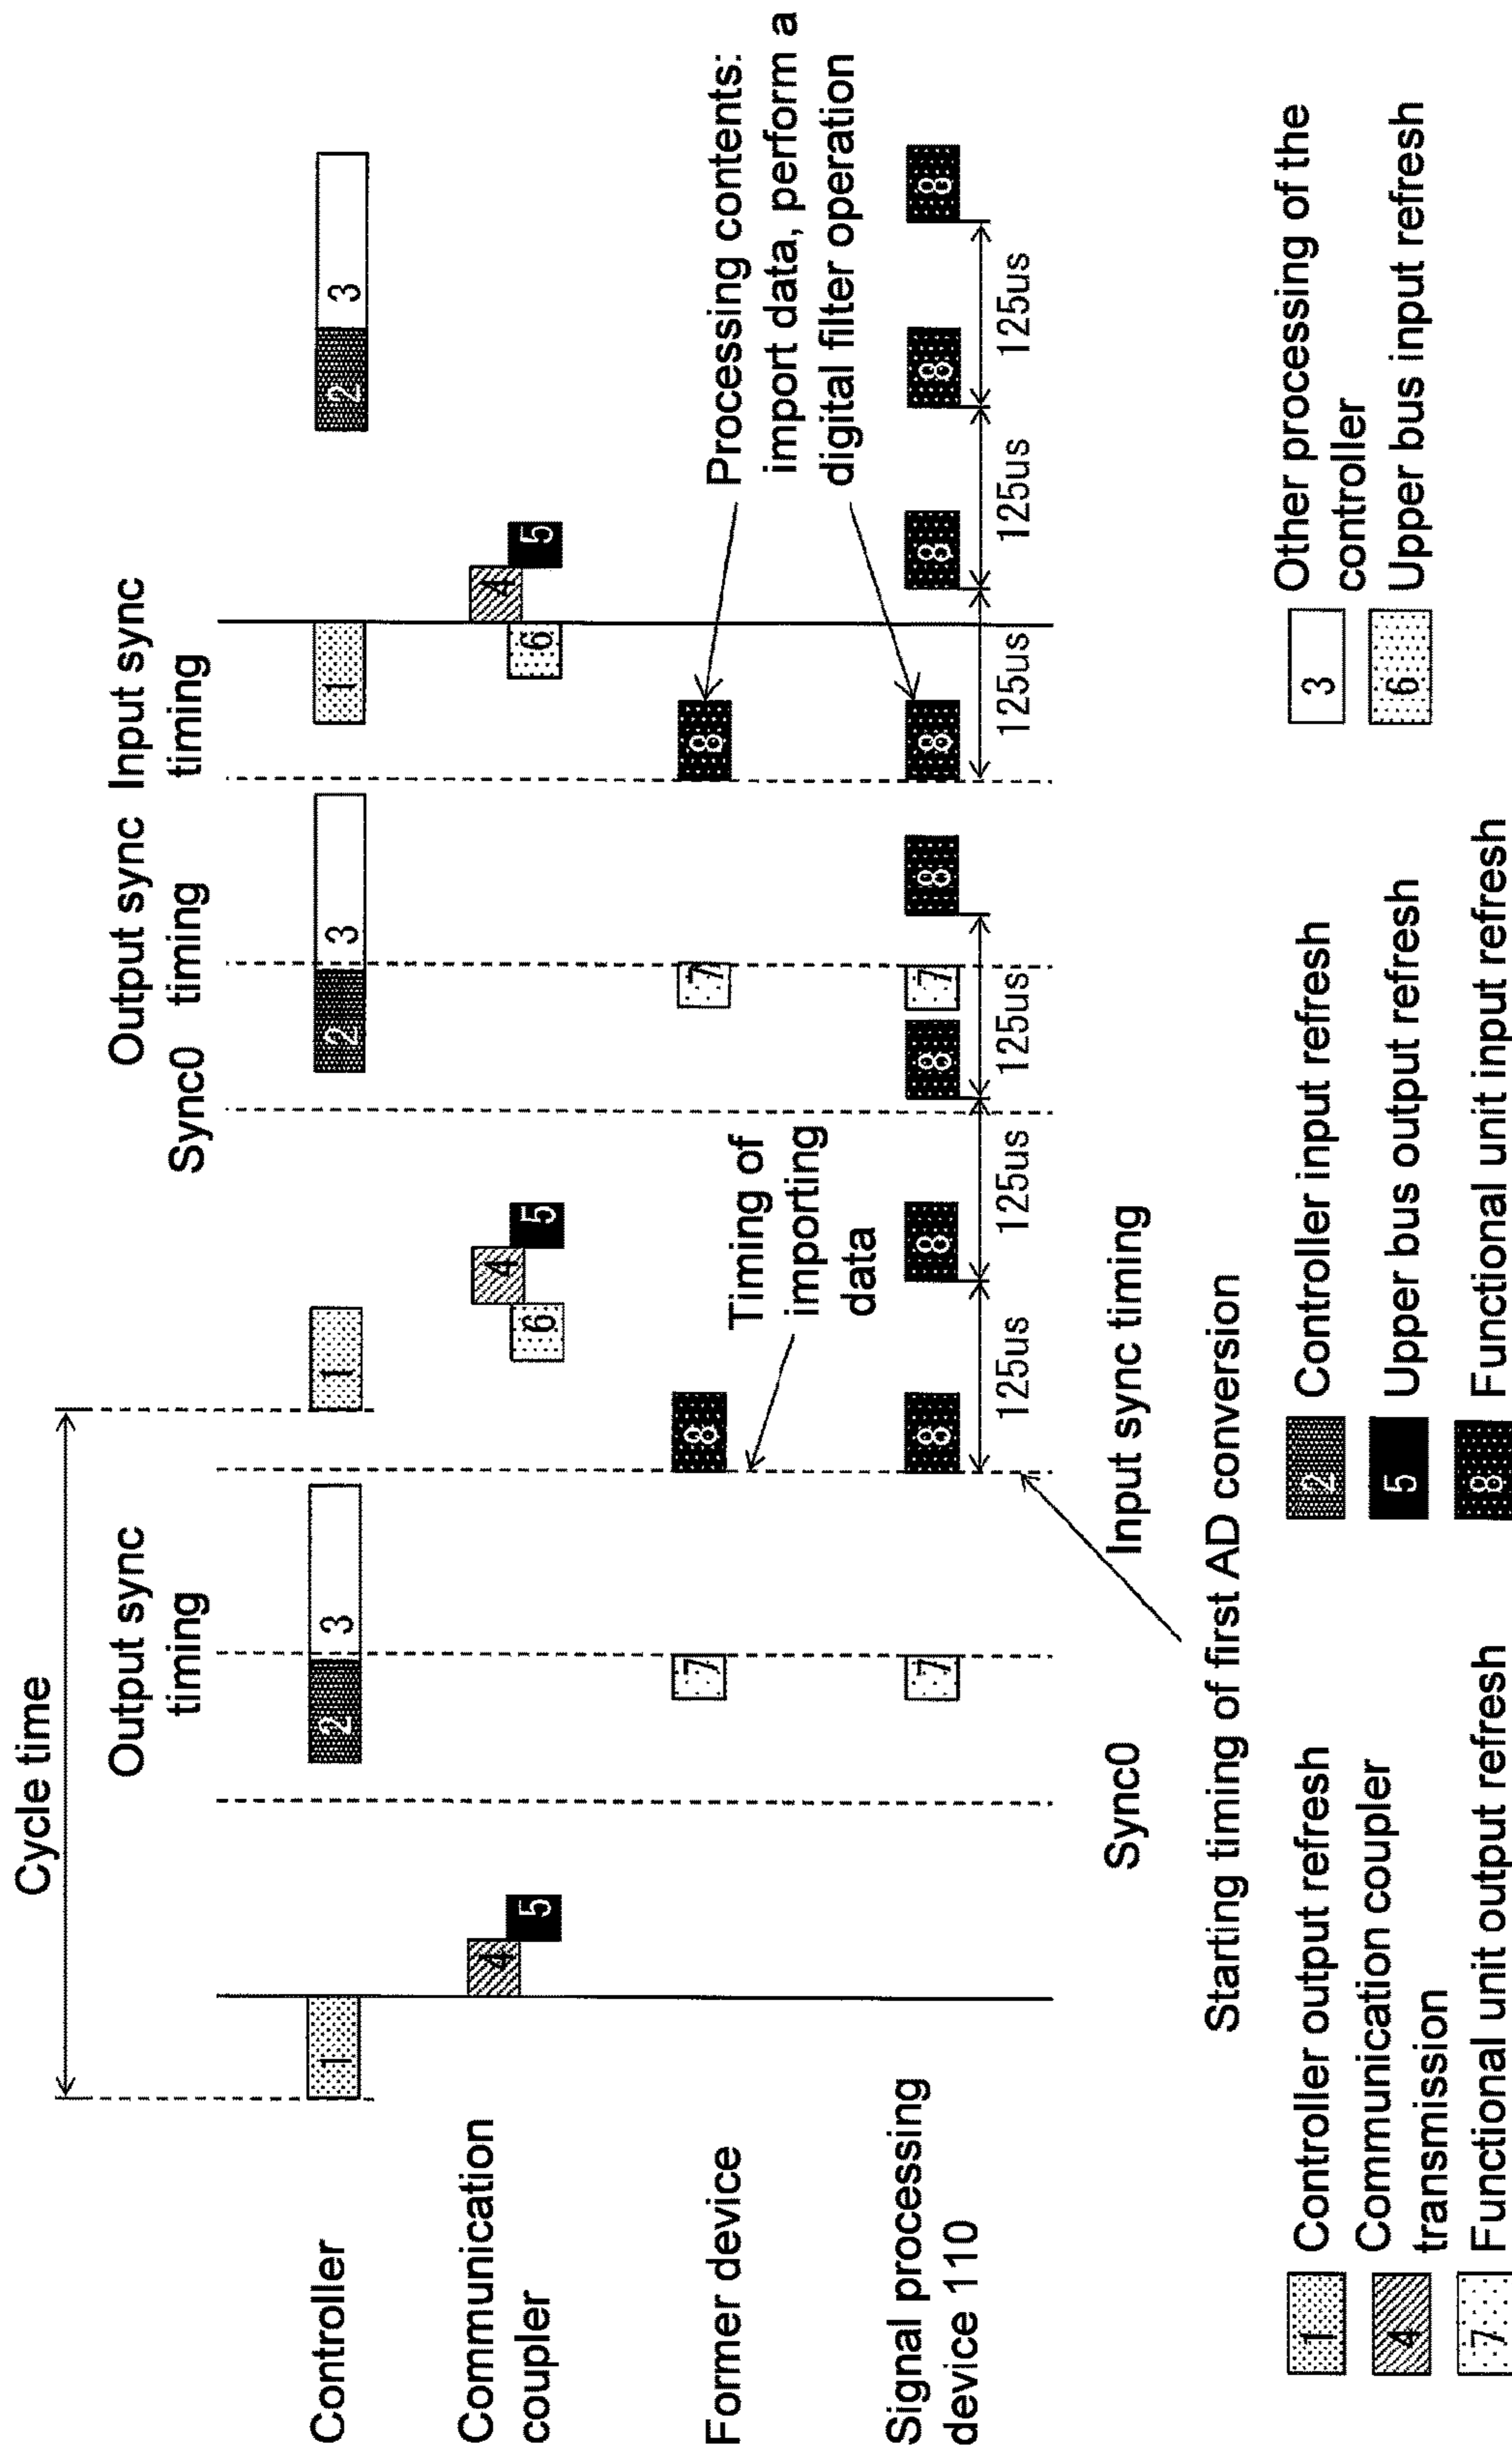 Cycle time
Output sync
timing
Sync0
Output sync
timing
Input sync
timing
Controller
1
2
3
1
2
3
1
2
3
Communication
coupler
4
5
6
4
5
6
4
5
Timing of
importing
data
Processing contents:
import data, perform a
digital filter operation
Former device
7
8
7
8
Signal processing
device 110
7
8
8
8
7
8
8
8
8
8
125us
125us
125us
125us
125us
125us
Sync0
Input sync timing
Starting timing of first AD conversion
1
Controller output refresh
2
Controller input refresh
3
Other processing of the
controller
4
Communication coupler
transmission
5
Upper bus output refresh
6
Upper bus input refresh
7
Functional unit output refresh
8
Functional unit input refresh